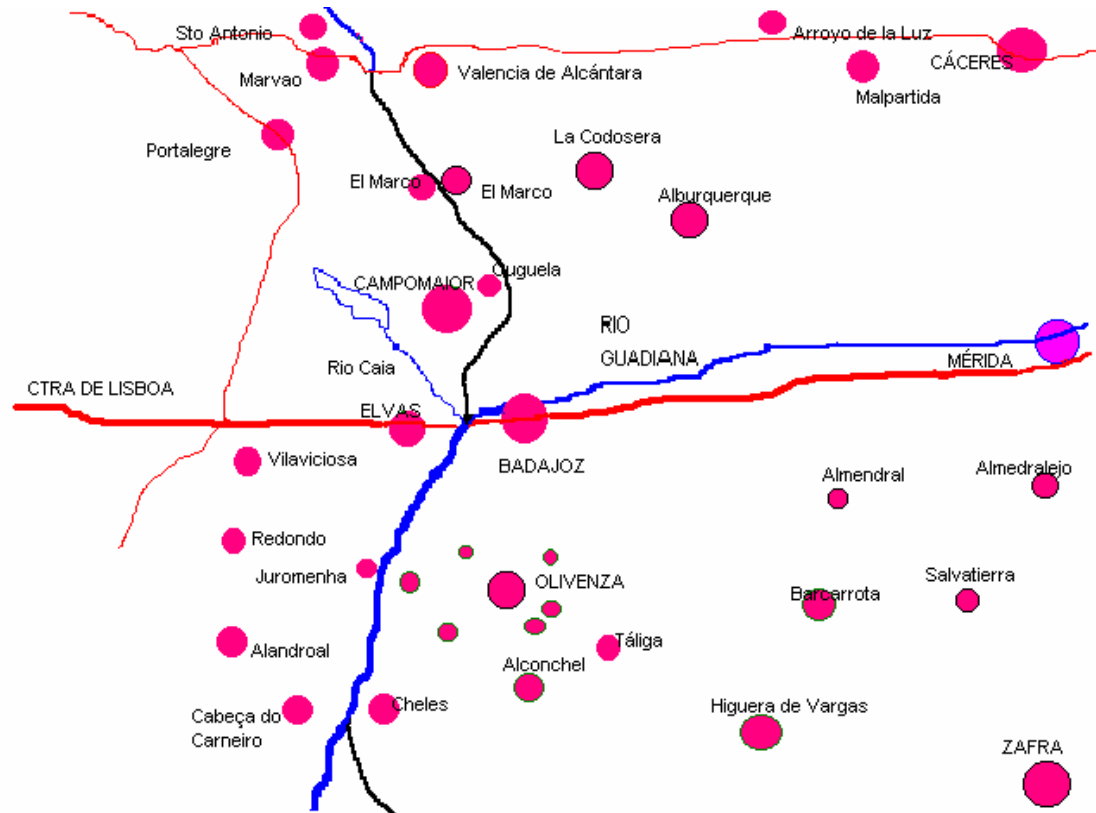 Sto Antonio
Arroyo de la Luz
CÁCERES
Marvao
Valencia de Alcántara
Malpartida
Portalegre
La Codosera
El Marco
El Marco
Alburquerque
Ouguela
CAMPOMAIOR
RIO
GUADIANA
Rio Caia
MÉRIDA
CTRA DE LISBOA
ELVAS
BADAJOZ
Vilaviciosa
Almendral
Almedralejo
Redondo
Juromenha
OLIVENZA
Barcarrota
Salvatierra
Alandroal
Táliga
Alconchel
Cabeça do
Carneiro
Cheles
Higuera de Vargas
ZAFRA